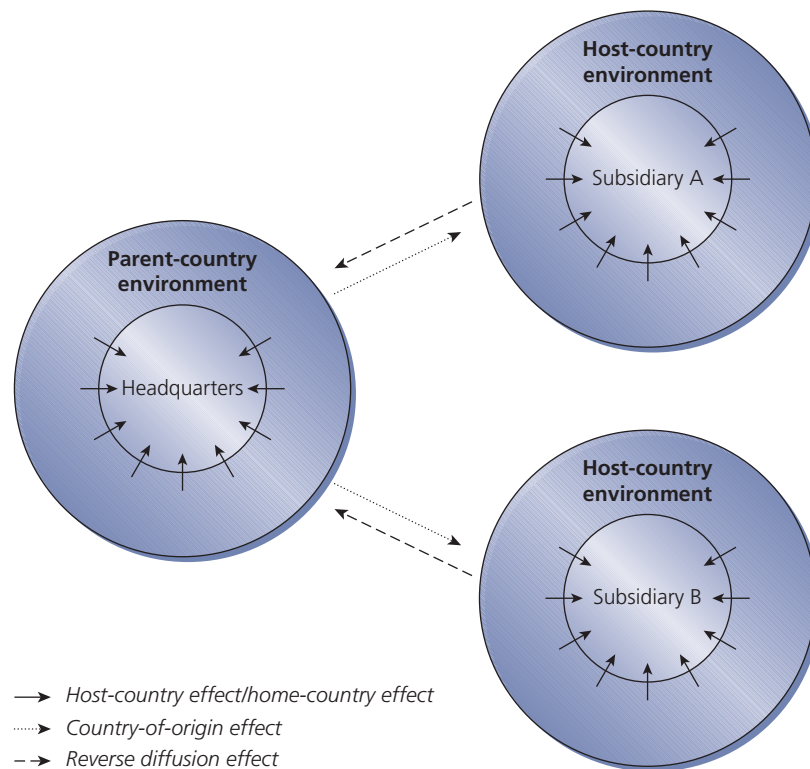 Host-country
environment
Subsidiary A
Parent-country
environment
Headquarters
Host-country
environment
Subsidiary B
Host-country effect/home-country effect
Country-of-origin effect
Reverse diffusion effect